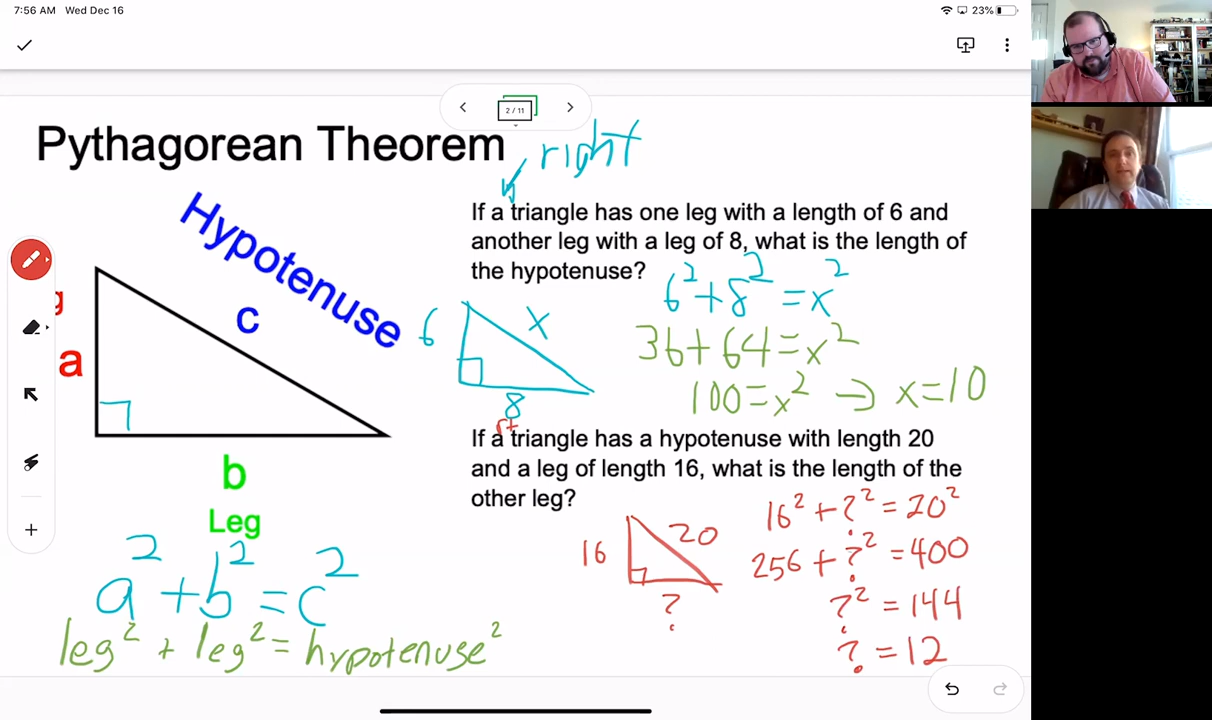 7:56 AM Wed Dec 16
23%
2 / 11
Pythagorean Theorem
right
Hypotenuse
c
a
b
Leg
a² + b² = c²
leg² + leg² = hypotenuse²
If a triangle has one leg with a length of 6 and
another leg with a leg of 8, what is the length of
the hypotenuse?
6² + 8² = x²
36 + 64 = x²
100 = x² → x = 10
6
x
8
rt
If a triangle has a hypotenuse with length 20
and a leg of length 16, what is the length of the
other leg?
16
20
?
16² + ?² = 20²
256 + ?² = 400
?² = 144
? = 12